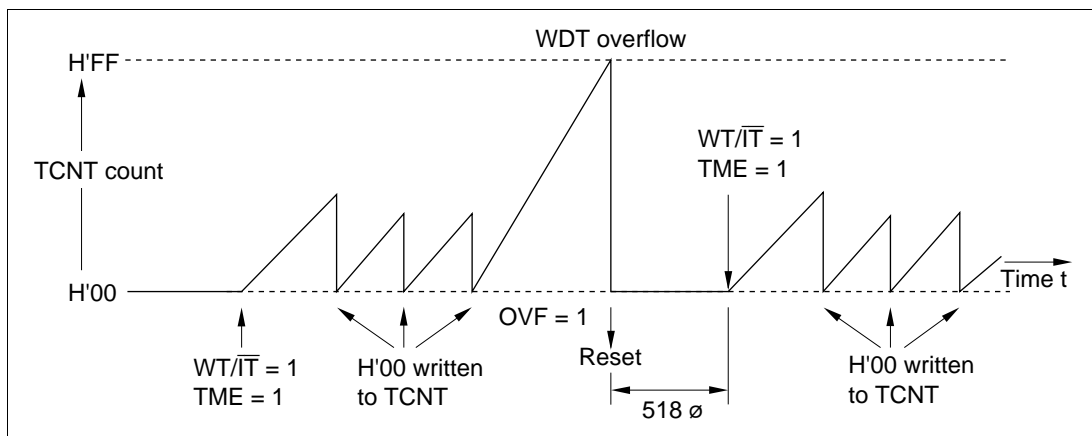 WDT overflow
H'FF
WT/IT = 1
TME = 1
TCNT count
H'00
Time t
OVF = 1
WT/IT = 1
TME = 1
H'00 written
to TCNT
Reset
518 ø
H'00 written
to TCNT